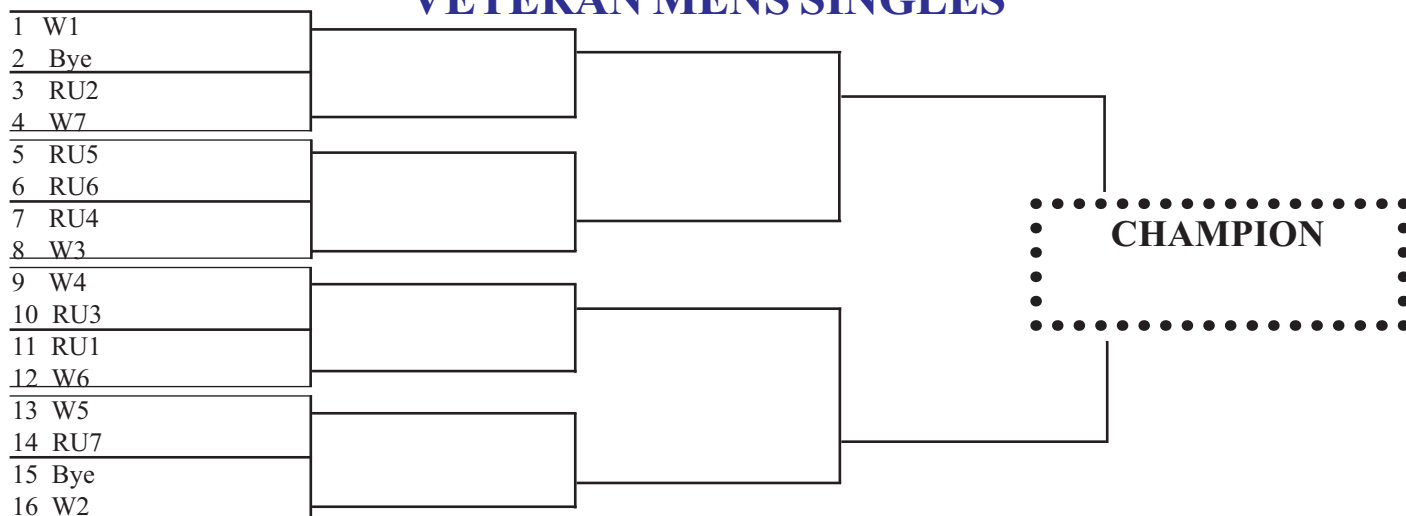 VETERAN MENS SINGLES
1 W1
2 Bye
3 RU2
4 W7
5 RU5
6 RU6
7 RU4
8 W3
9 W4
10 RU3
11 RU1
12 W6
13 W5
14 RU7
15 Bye
16 W2
CHAMPION